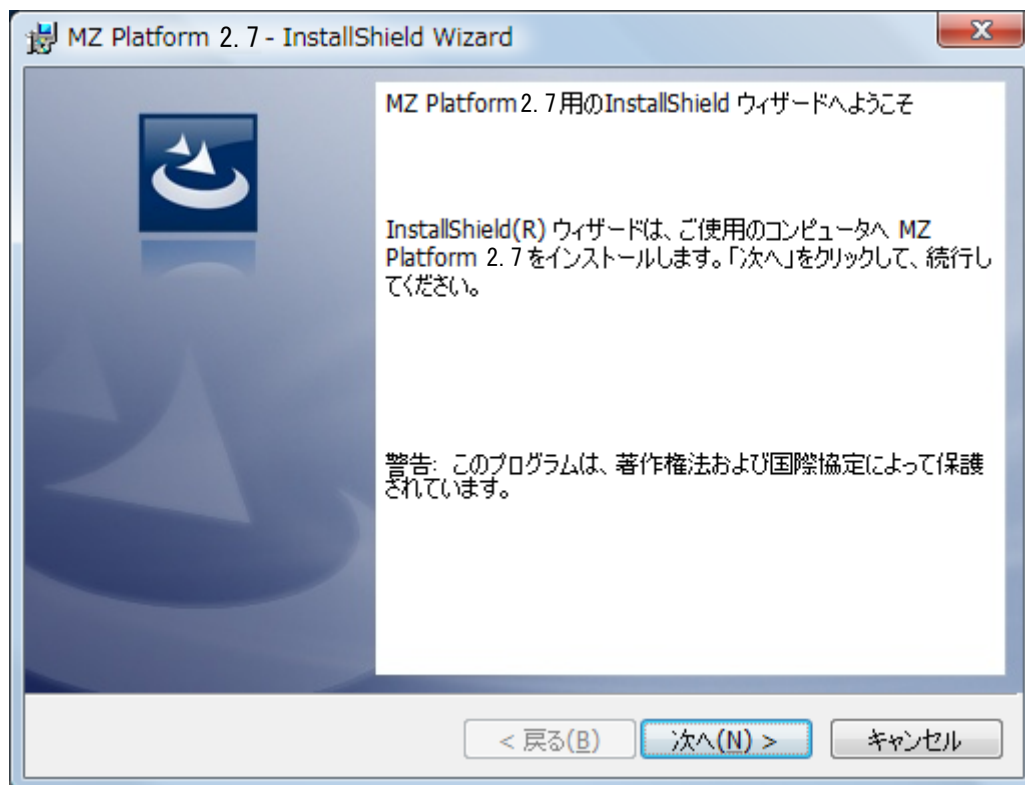 MZ Platform 2.7 - InstallShield Wizard
MZ Platform 2.7用のInstallShield ウィザードへようこそ
InstallShield(R) ウィザードは、ご使用のコンピュータへ MZ
Platform 2.7をインストールします。「次へ」をクリックして、続行し
てください。
警告: このプログラムは、著作権法および国際協定によって保護
されています。
< 戻る(B)
次へ(N) >
キャンセル